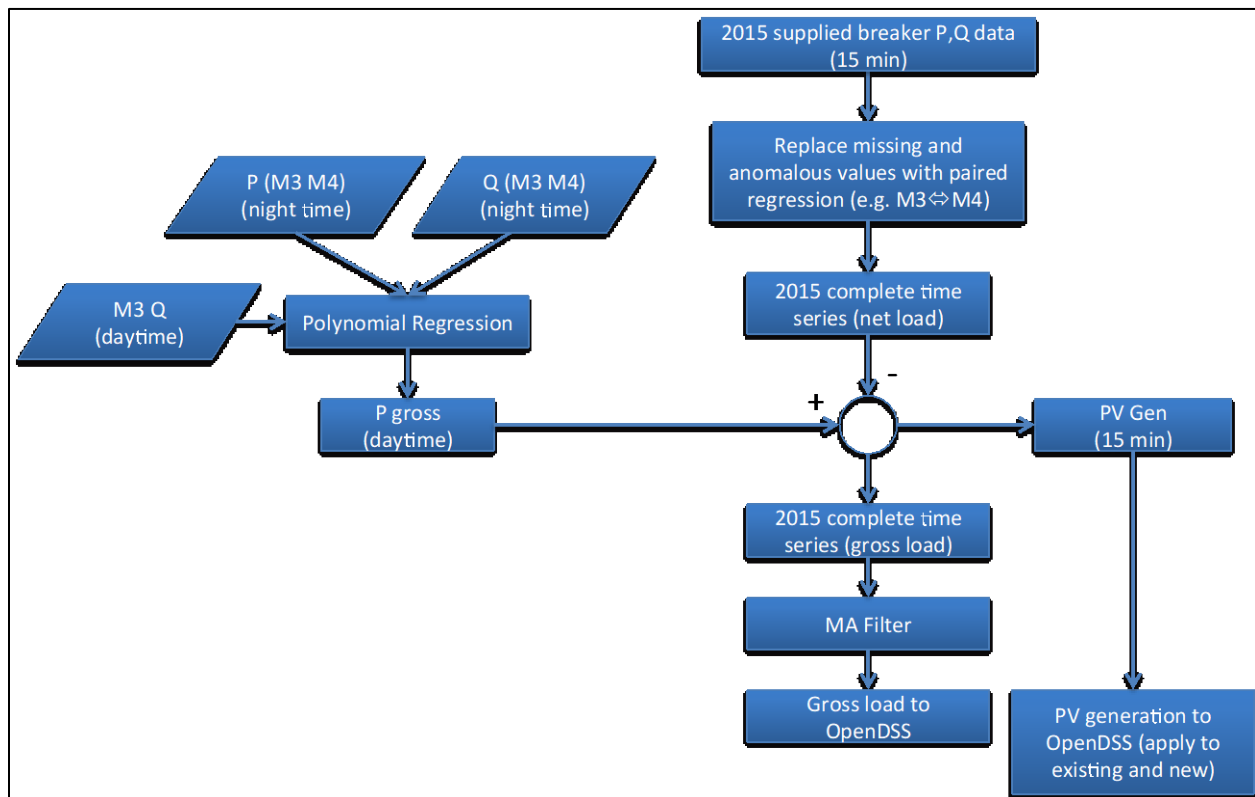 2015 supplied breaker P,Q data
(15 min)
Replace missing and
anomalous values with paired
regression (e.g. M3⇔M4)
P (M3 M4)
(night time)
Q (M3 M4)
(night time)
2015 complete time
series (net load)
M3 Q
(daytime)
Polynomial Regression
-
+
P gross
(daytime)
PV Gen
(15 min)
2015 complete time
series (gross load)
MA Filter
Gross load to
OpenDSS
PV generation to
OpenDSS (apply to
existing and new)